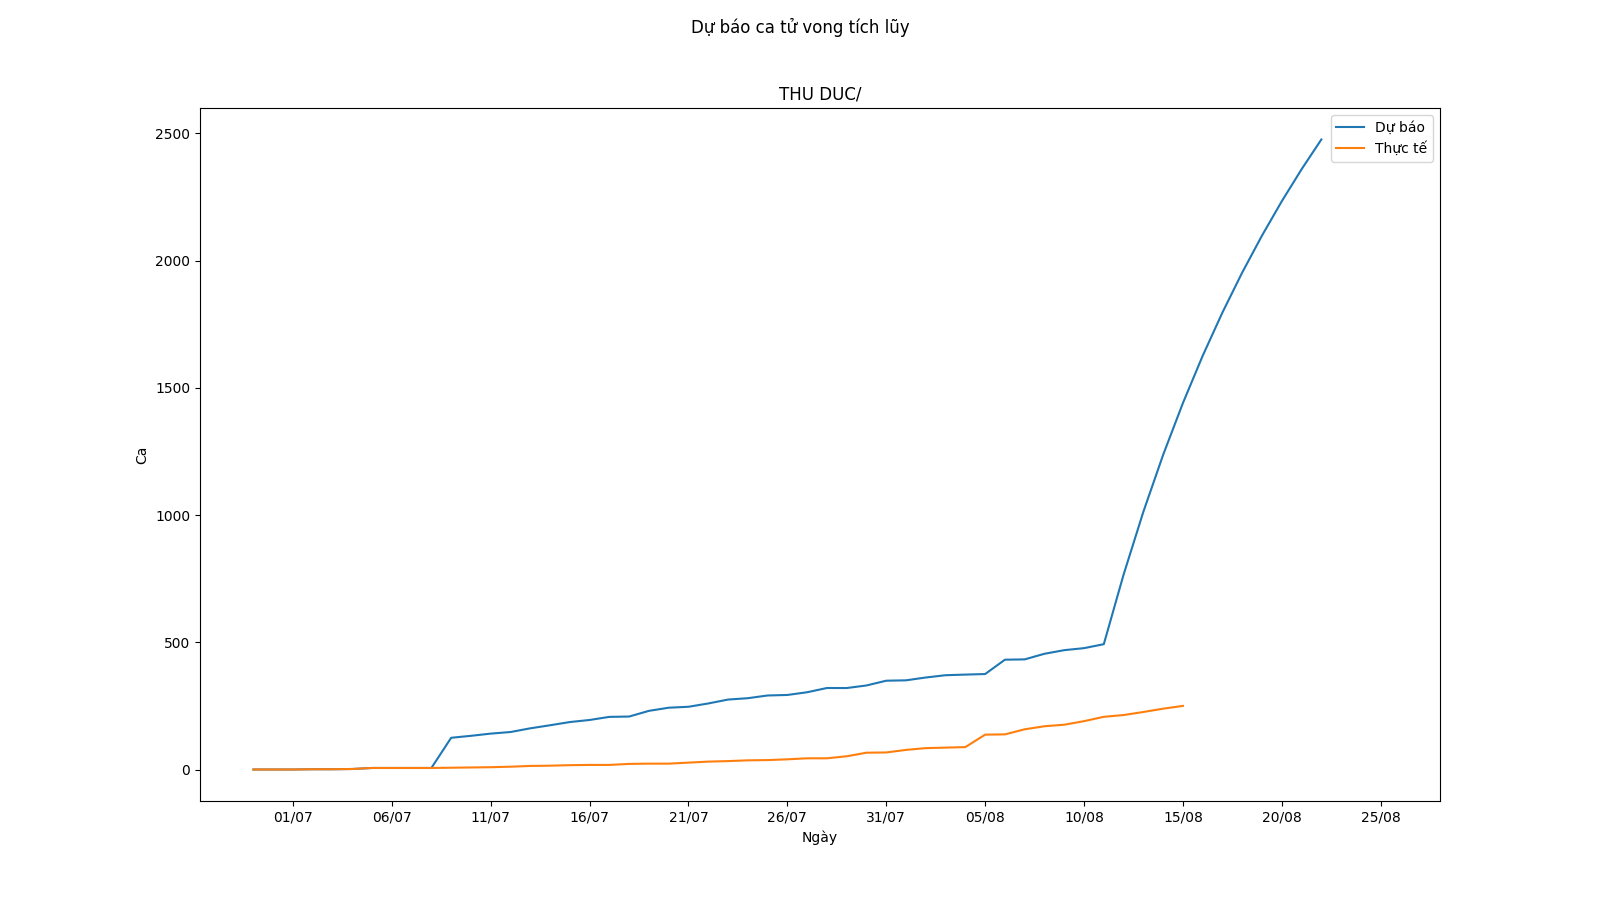 Dự báo ca tử vong tích lũy
THU DUC/
Dự báo
Thực tế
2500
2000
1500
1000
500
0
Ca
01/07 06/07 11/07 16/07 21/07 26/07 31/07 05/08 10/08 15/08 20/08 25/08
Ngày